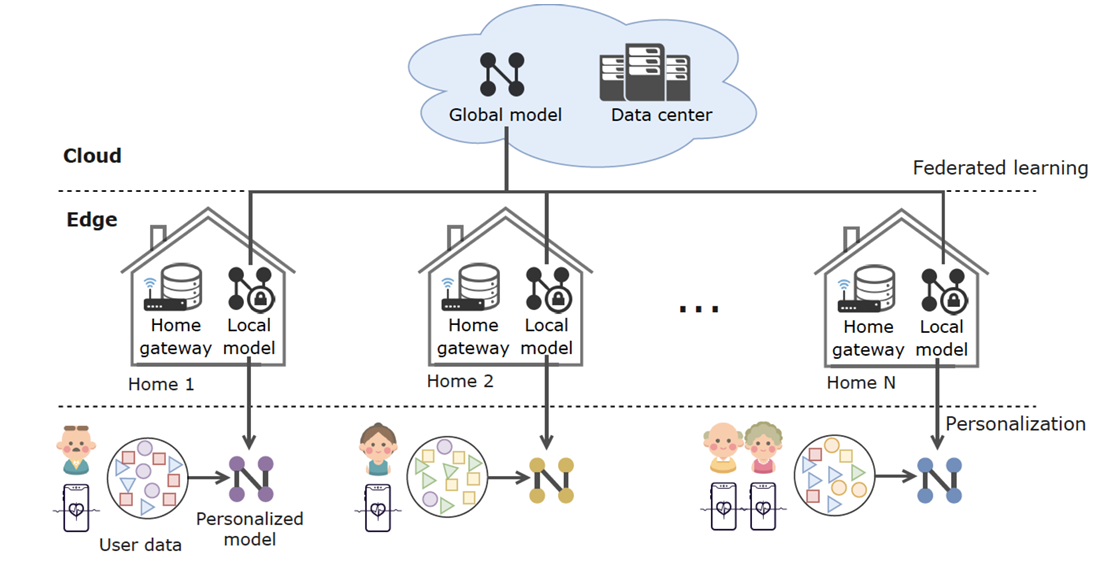 Global model
Data center
Cloud
Federated learning
Edge
Home
gateway
Local
model
Home 1
Home
gateway
Local
model
Home 2
...
Home
gateway
Local
model
Home N
Personalization
User data
Personalized
model